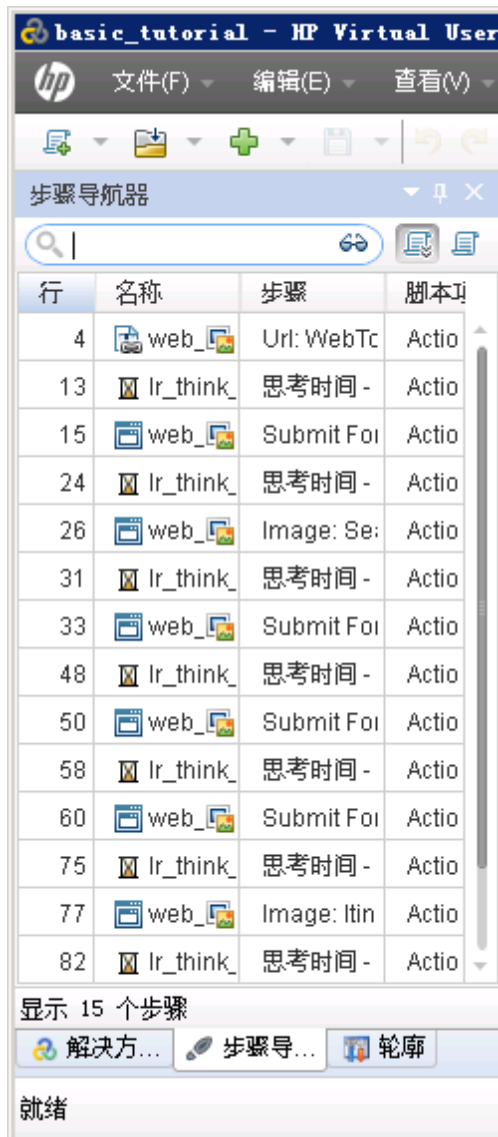 basic_tutorial - HP Virtual User
hp 文件(F) 编辑(E) 查看(V)
步骤导航器
行 名称 步骤 脚本项
4 web_ Url: WebTc Actio
13 lr_think_ 思考时间 - Actio
15 web_ Submit For Actio
24 lr_think_ 思考时间 - Actio
26 web_ Image: Sea Actio
31 lr_think_ 思考时间 - Actio
33 web_ Submit For Actio
48 lr_think_ 思考时间 - Actio
50 web_ Submit For Actio
58 lr_think_ 思考时间 - Actio
60 web_ Submit For Actio
75 lr_think_ 思考时间 - Actio
77 web_ Image: Itin Actio
82 lr_think_ 思考时间 - Actio
显示 15 个步骤
解决方... 步骤导... 轮廓
就绪